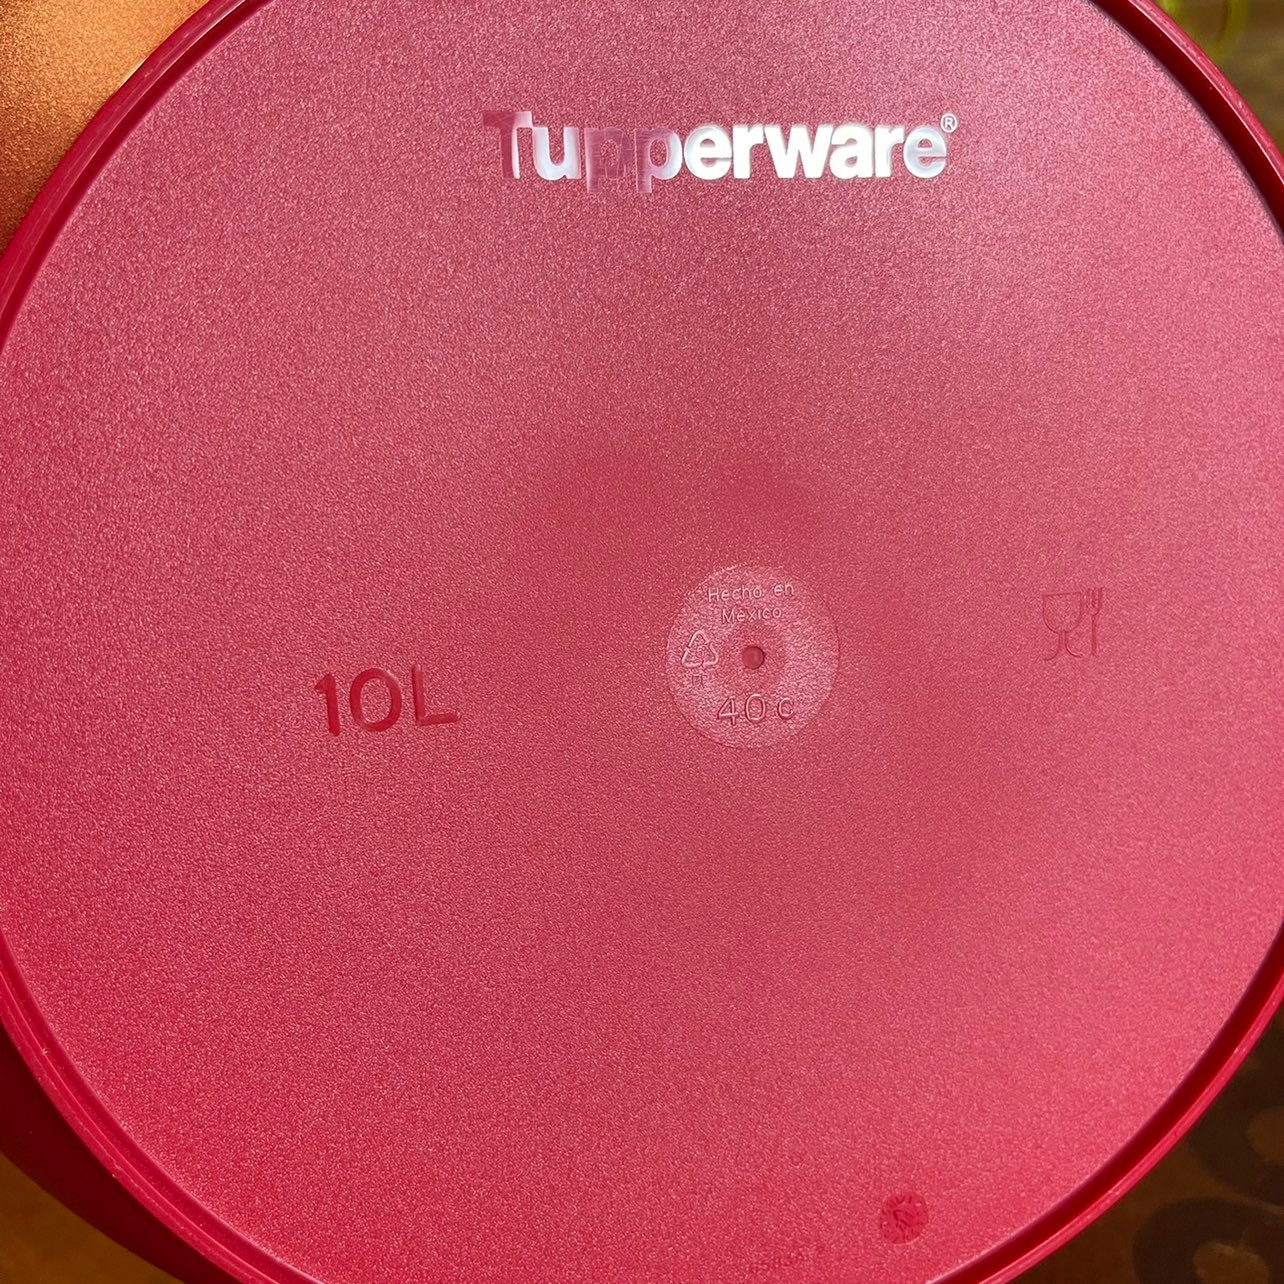 Tupperware®
Hecho en
México
10L
40 c